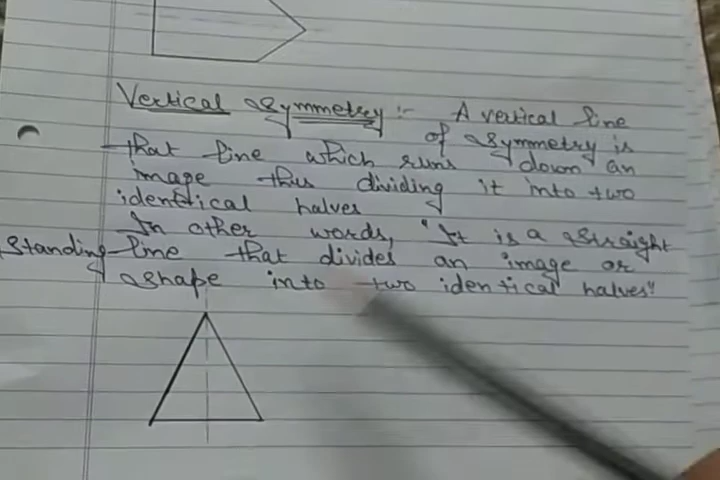 Vertical symmetry :- A vertical line
of symmetry is
that line which runs down an
image thus dividing it into two
identical halves
In other words, "It is a straight
Standing line that divides an image or
shape into two identical halves"